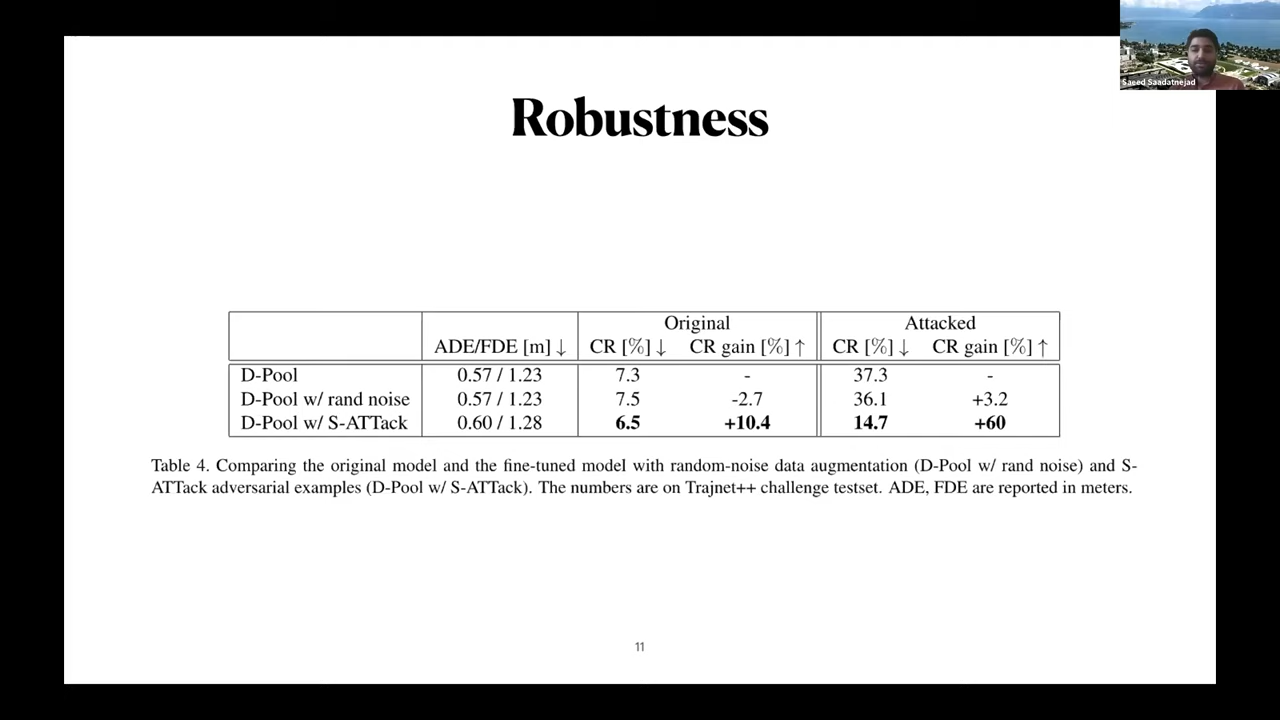 Saeed Saadatnejad
Robustness
Original Attacked
ADE/FDE [m] ↓ CR [%] ↓ CR gain [%] ↑ CR [%] ↓ CR gain [%] ↑
D-Pool 0.57 / 1.23 7.3 - 37.3 -
D-Pool w/ rand noise 0.57 / 1.23 7.5 -2.7 36.1 +3.2
D-Pool w/ S-ATTack 0.60 / 1.28 6.5 +10.4 14.7 +60
Table 4. Comparing the original model and the fine-tuned model with random-noise data augmentation (D-Pool w/ rand noise) and S-
ATTack adversarial examples (D-Pool w/ S-ATTack). The numbers are on Trajnet++ challenge testset. ADE, FDE are reported in meters.
11